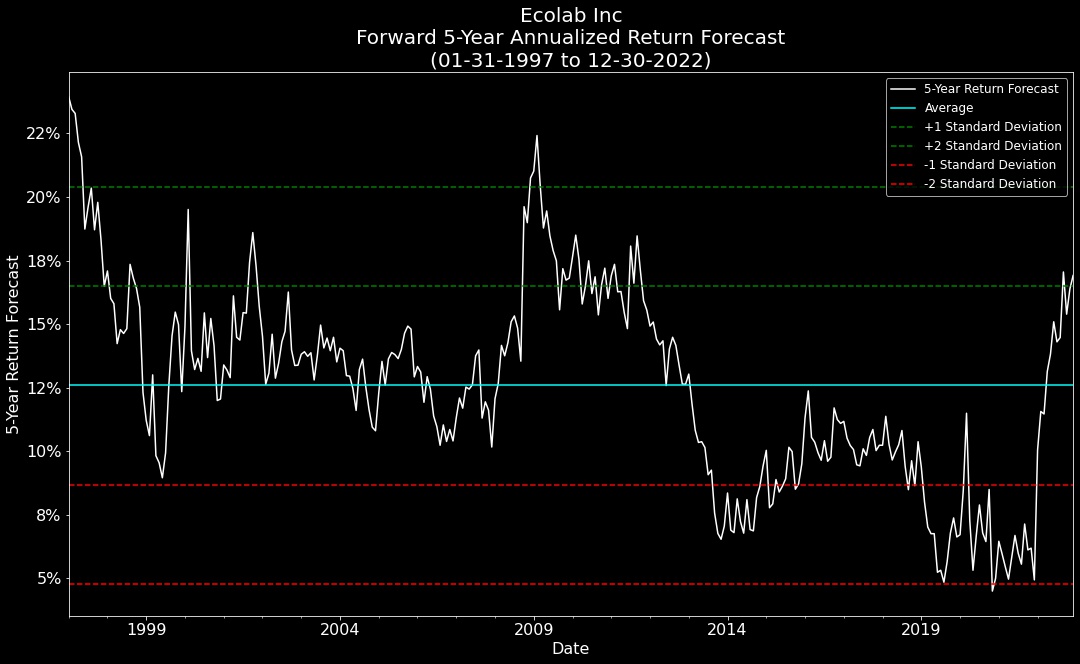 Ecolab Inc
Forward 5-Year Annualized Return Forecast
(01-31-1997 to 12-30-2022)
5-Year Return Forecast
Average
+1 Standard Deviation
+2 Standard Deviation
-1 Standard Deviation
-2 Standard Deviation
22%
20%
18%
15%
12%
10%
8%
5%
5-Year Return Forecast
1999
2004
2009
2014
2019
Date